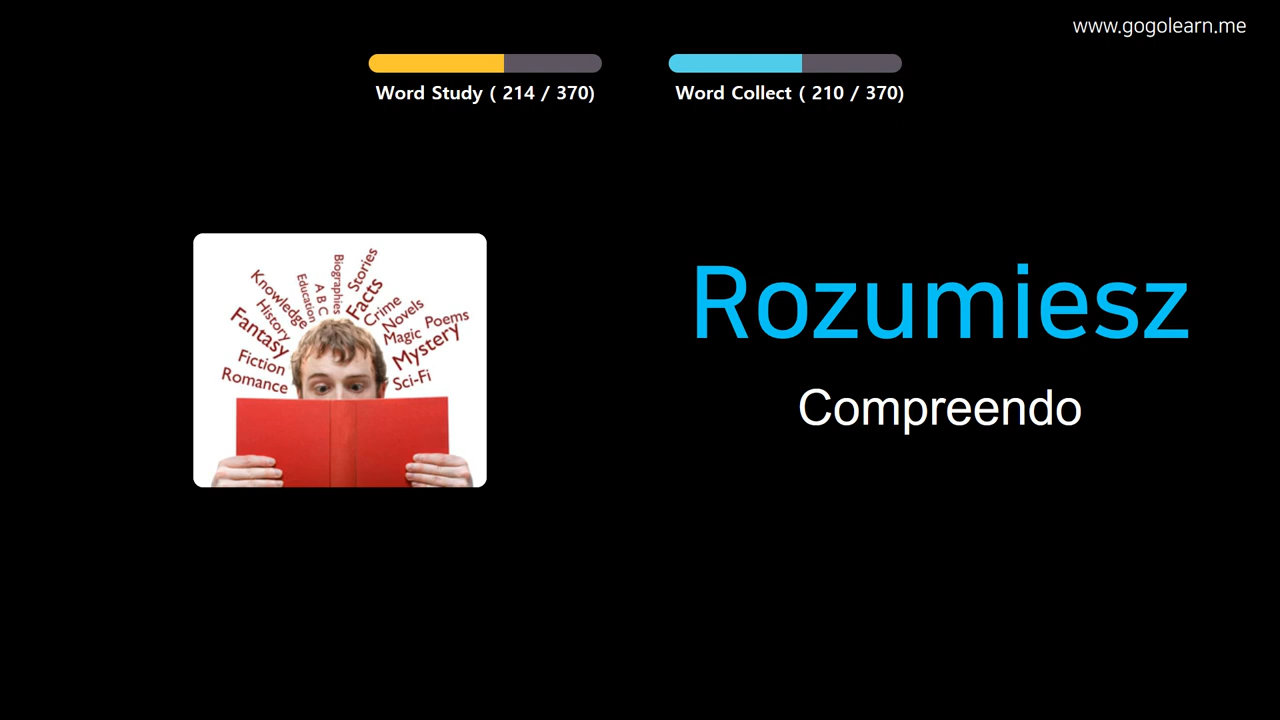 www.gogolearn.me
Word Study ( 214 / 370)
Word Collect ( 210 / 370)
Rozumiesz
Compreendo
Knowledge
History
Fantasy
Fiction
Romance
Education
A B C
Biographies
Stories
Facts
Crime
Novels
Magic
Poems
Mystery
Sci-Fi